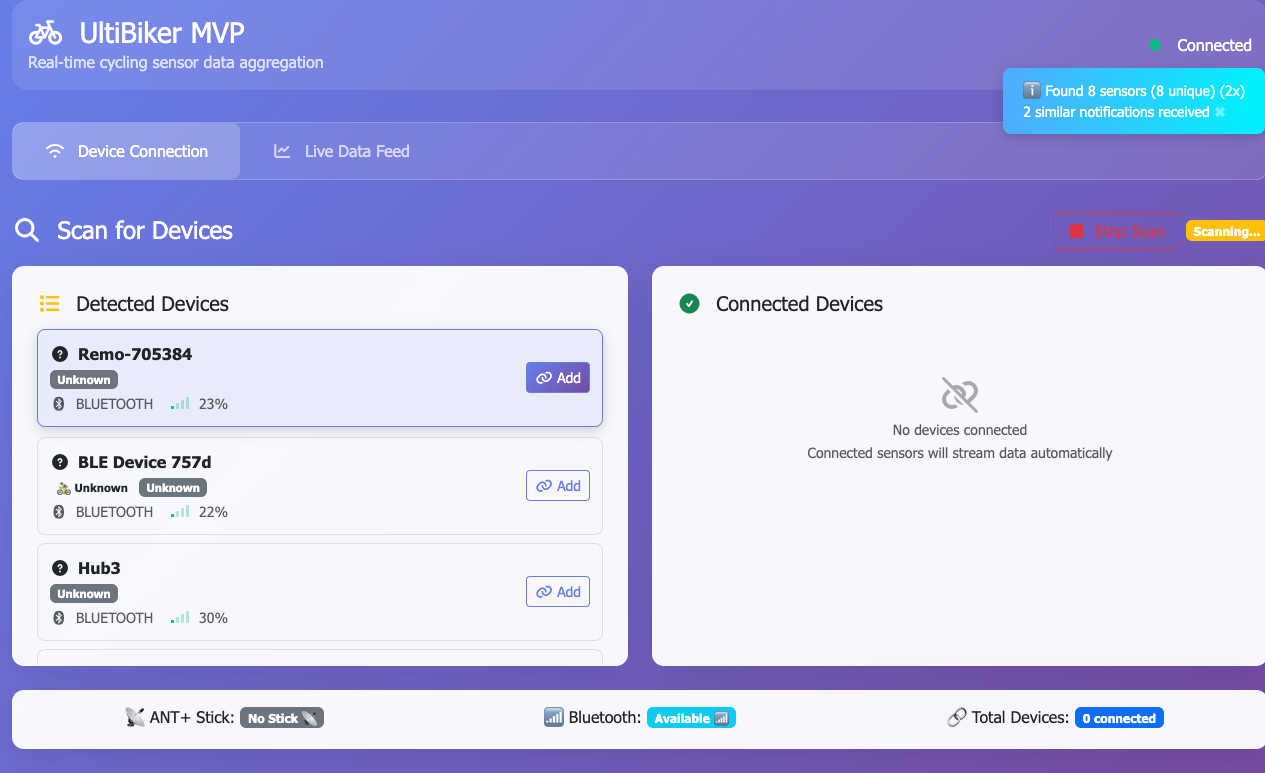 UltiBiker MVP
Real-time cycling sensor data aggregation
Connected
Found 8 sensors (8 unique) (2x)
2 similar notifications received ✖
Device Connection
Live Data Feed
Scan for Devices
Stop Scan
Scanning...
Detected Devices
Remo-705384
Unknown
BLUETOOTH 23%
Add
BLE Device 757d
Unknown Unknown
BLUETOOTH 22%
Add
Hub3
Unknown
BLUETOOTH 30%
Add
Connected Devices
No devices connected
Connected sensors will stream data automatically
ANT+ Stick: No Stick
Bluetooth: Available
Total Devices: 0 connected